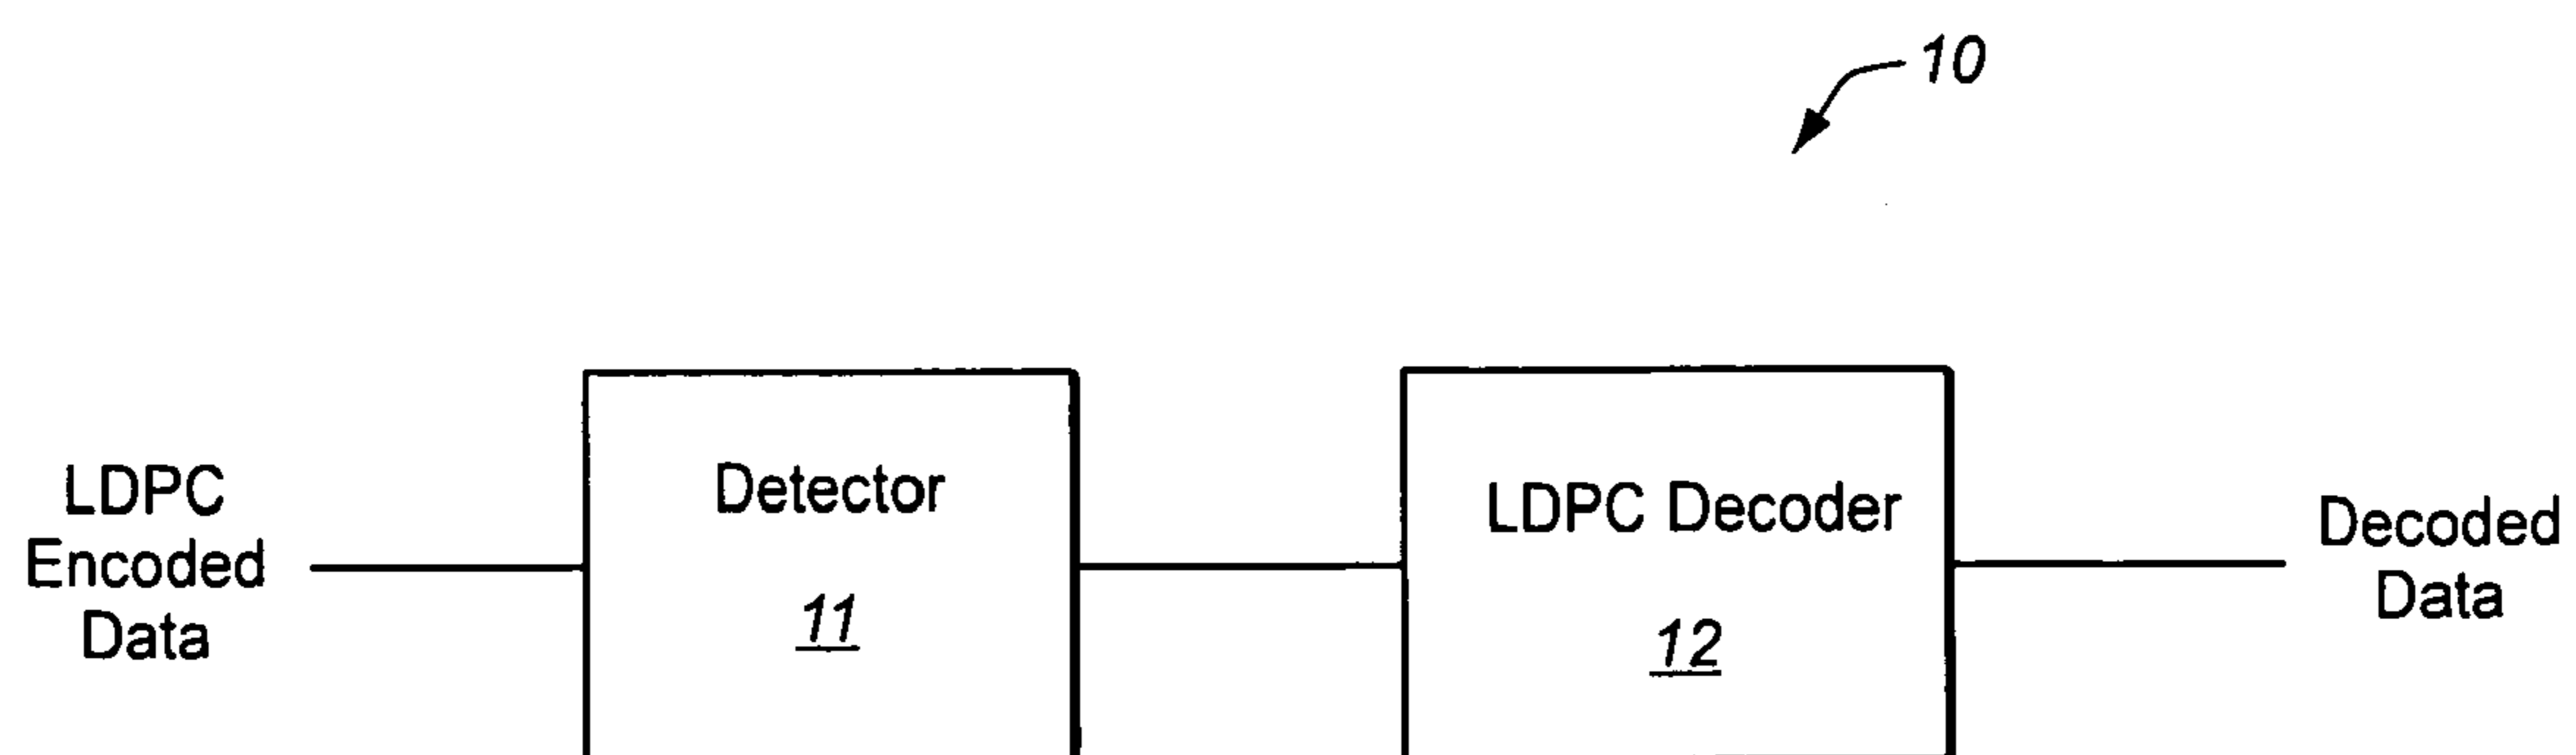 10
LDPC
Encoded
Data
Detector
11
LDPC Decoder
12
Decoded
Data